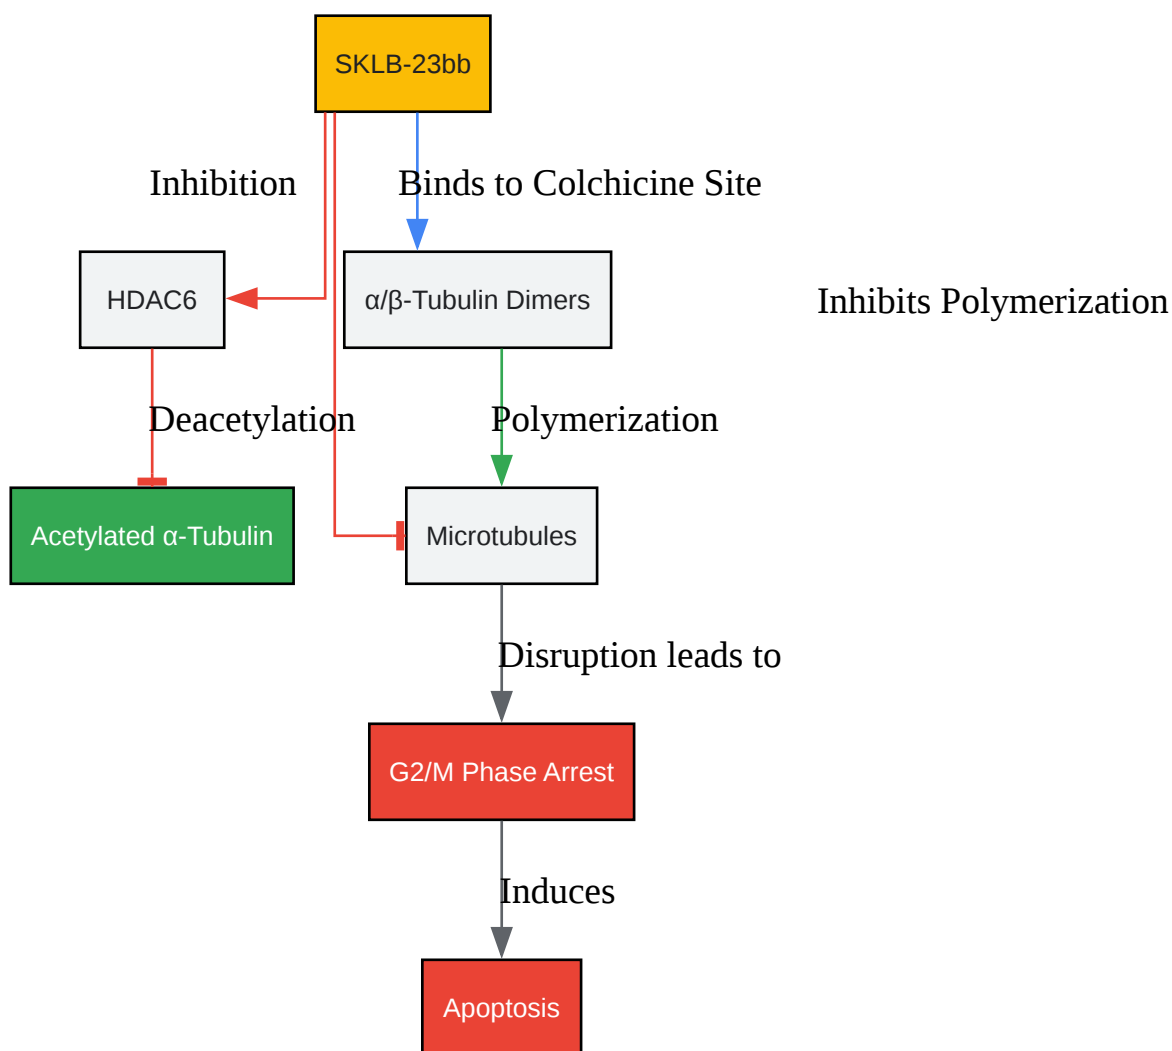 SKLB-23bb
Inhibition
Binds to Colchicine Site
HDAC6
α/β-Tubulin Dimers
Inhibits Polymerization
Deacetylation
Polymerization
Acetylated α-Tubulin
Microtubules
Disruption leads to
G2/M Phase Arrest
Induces
Apoptosis